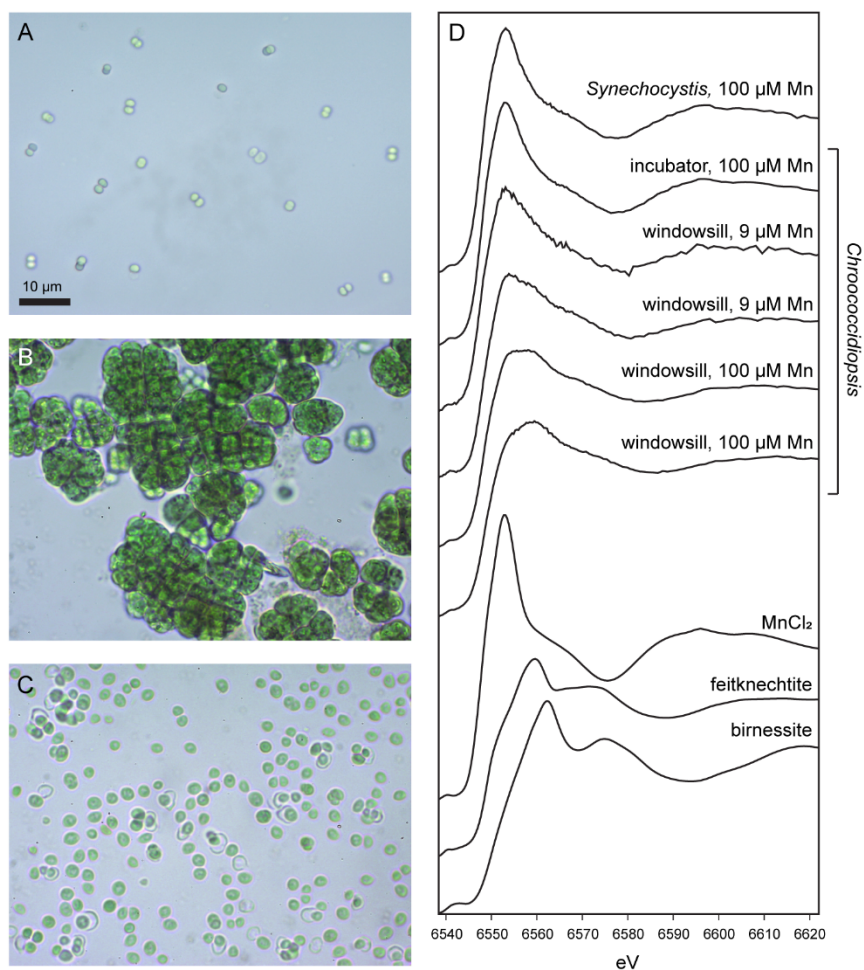 A
10 µm
B
C
D
Synechocystis, 100 µM Mn
incubator, 100 µM Mn
windowsill, 9 µM Mn
windowsill, 9 µM Mn
windowsill, 100 µM Mn
windowsill, 100 µM Mn
Chroococcidiopsis
MnCl₂
feitknechtite
birnessite
6540 6550 6560 6570 6580 6590 6600 6610 6620
eV